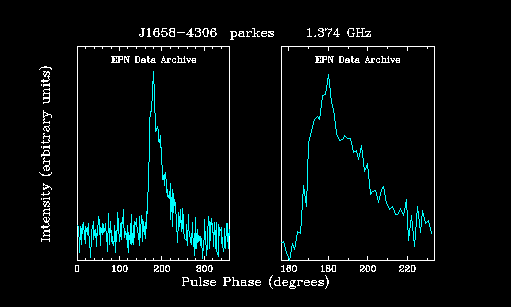 J1658-4306 parkes 1.374 GHz
EPN Data Archive EPN Data Archive
Intensity (arbitrary units)
0 100 200 300 160 180 200 220
Pulse Phase (degrees)